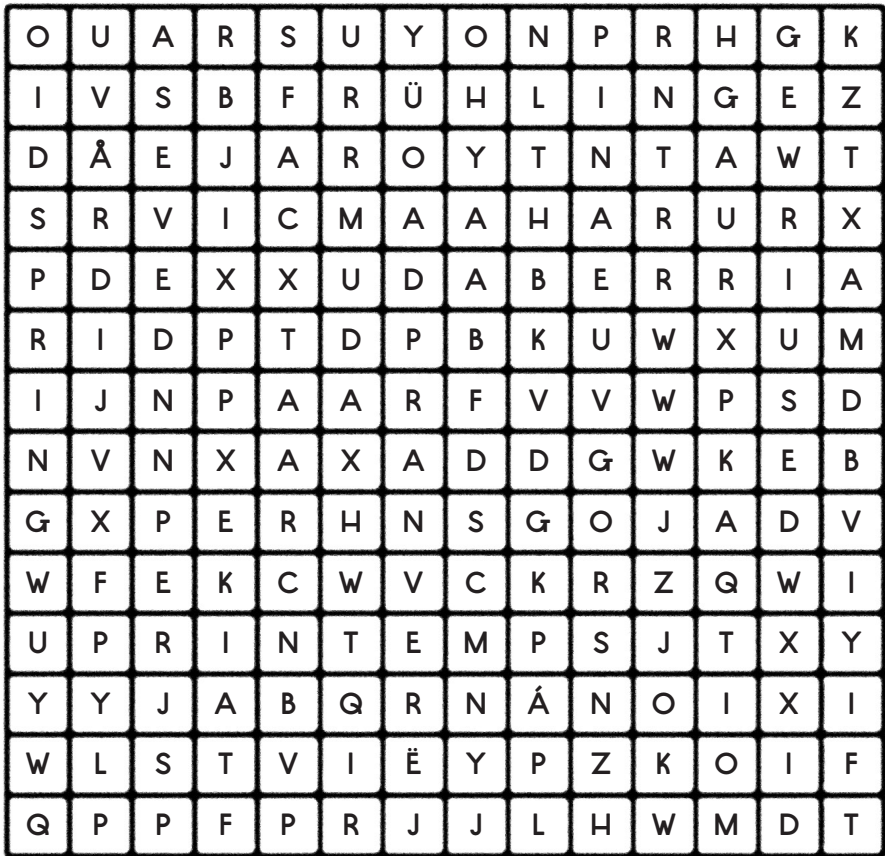 O U A R S U Y O N P R H G K
I V S B F R Ü H L I N G E Z
D Å E J A R O Y T N T A W T
S R V I C M A A H A R U R X
P D E X X U D A B E R R I A
R I D P T D P B K U W X U M
I J N P A A R F V V W P S D
N V N X A X A D D G W K E B
G X P E R H N S G O J A D V
W F E K C W V C K R Z Q W I
U P R I N T E M P S J T X Y
Y Y J A B Q R N Á N O I X I
W L S T V I Ë Y P Z K O I F
Q P P F P R J J L H W M D T